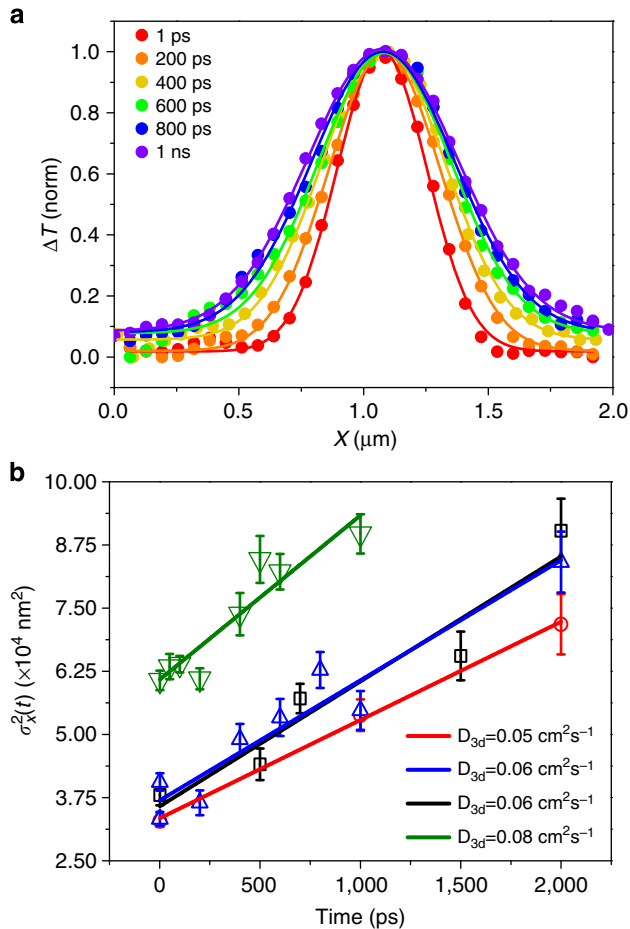 a
1 ps
200 ps
400 ps
600 ps
800 ps
1 ns
ΔT (norm)
1.0
0.8
0.6
0.4
0.2
0.0
0.0
0.5
1.0
1.5
2.0
X (μm)
b
σₓ²(t) (×10⁴ nm²)
10.00
8.75
7.50
6.25
5.00
3.75
2.50
D₃d=0.05 cm²s⁻¹
D₃d=0.06 cm²s⁻¹
D₃d=0.06 cm²s⁻¹
D₃d=0.08 cm²s⁻¹
0
500
1,000
1,500
2,000
Time (ps)